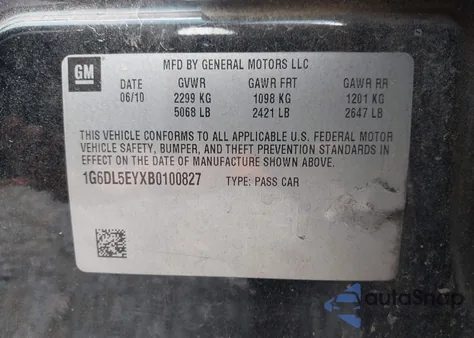 GM
MFD BY GENERAL MOTORS LLC
DATE GVWR GAWR FRT GAWR RR
06/10 2299 KG 1098 KG 1201 KG
5068 LB 2421 LB 2647 LB
THIS VEHICLE CONFORMS TO ALL APPLICABLE U.S. FEDERAL MOTOR
VEHICLE SAFETY, BUMPER, AND THEFT PREVENTION STANDARDS IN
EFFECT ON THE DATE OF MANUFACTURE SHOWN ABOVE.
1G6DL5EYXB0100827 TYPE: PASS CAR
autoSnap